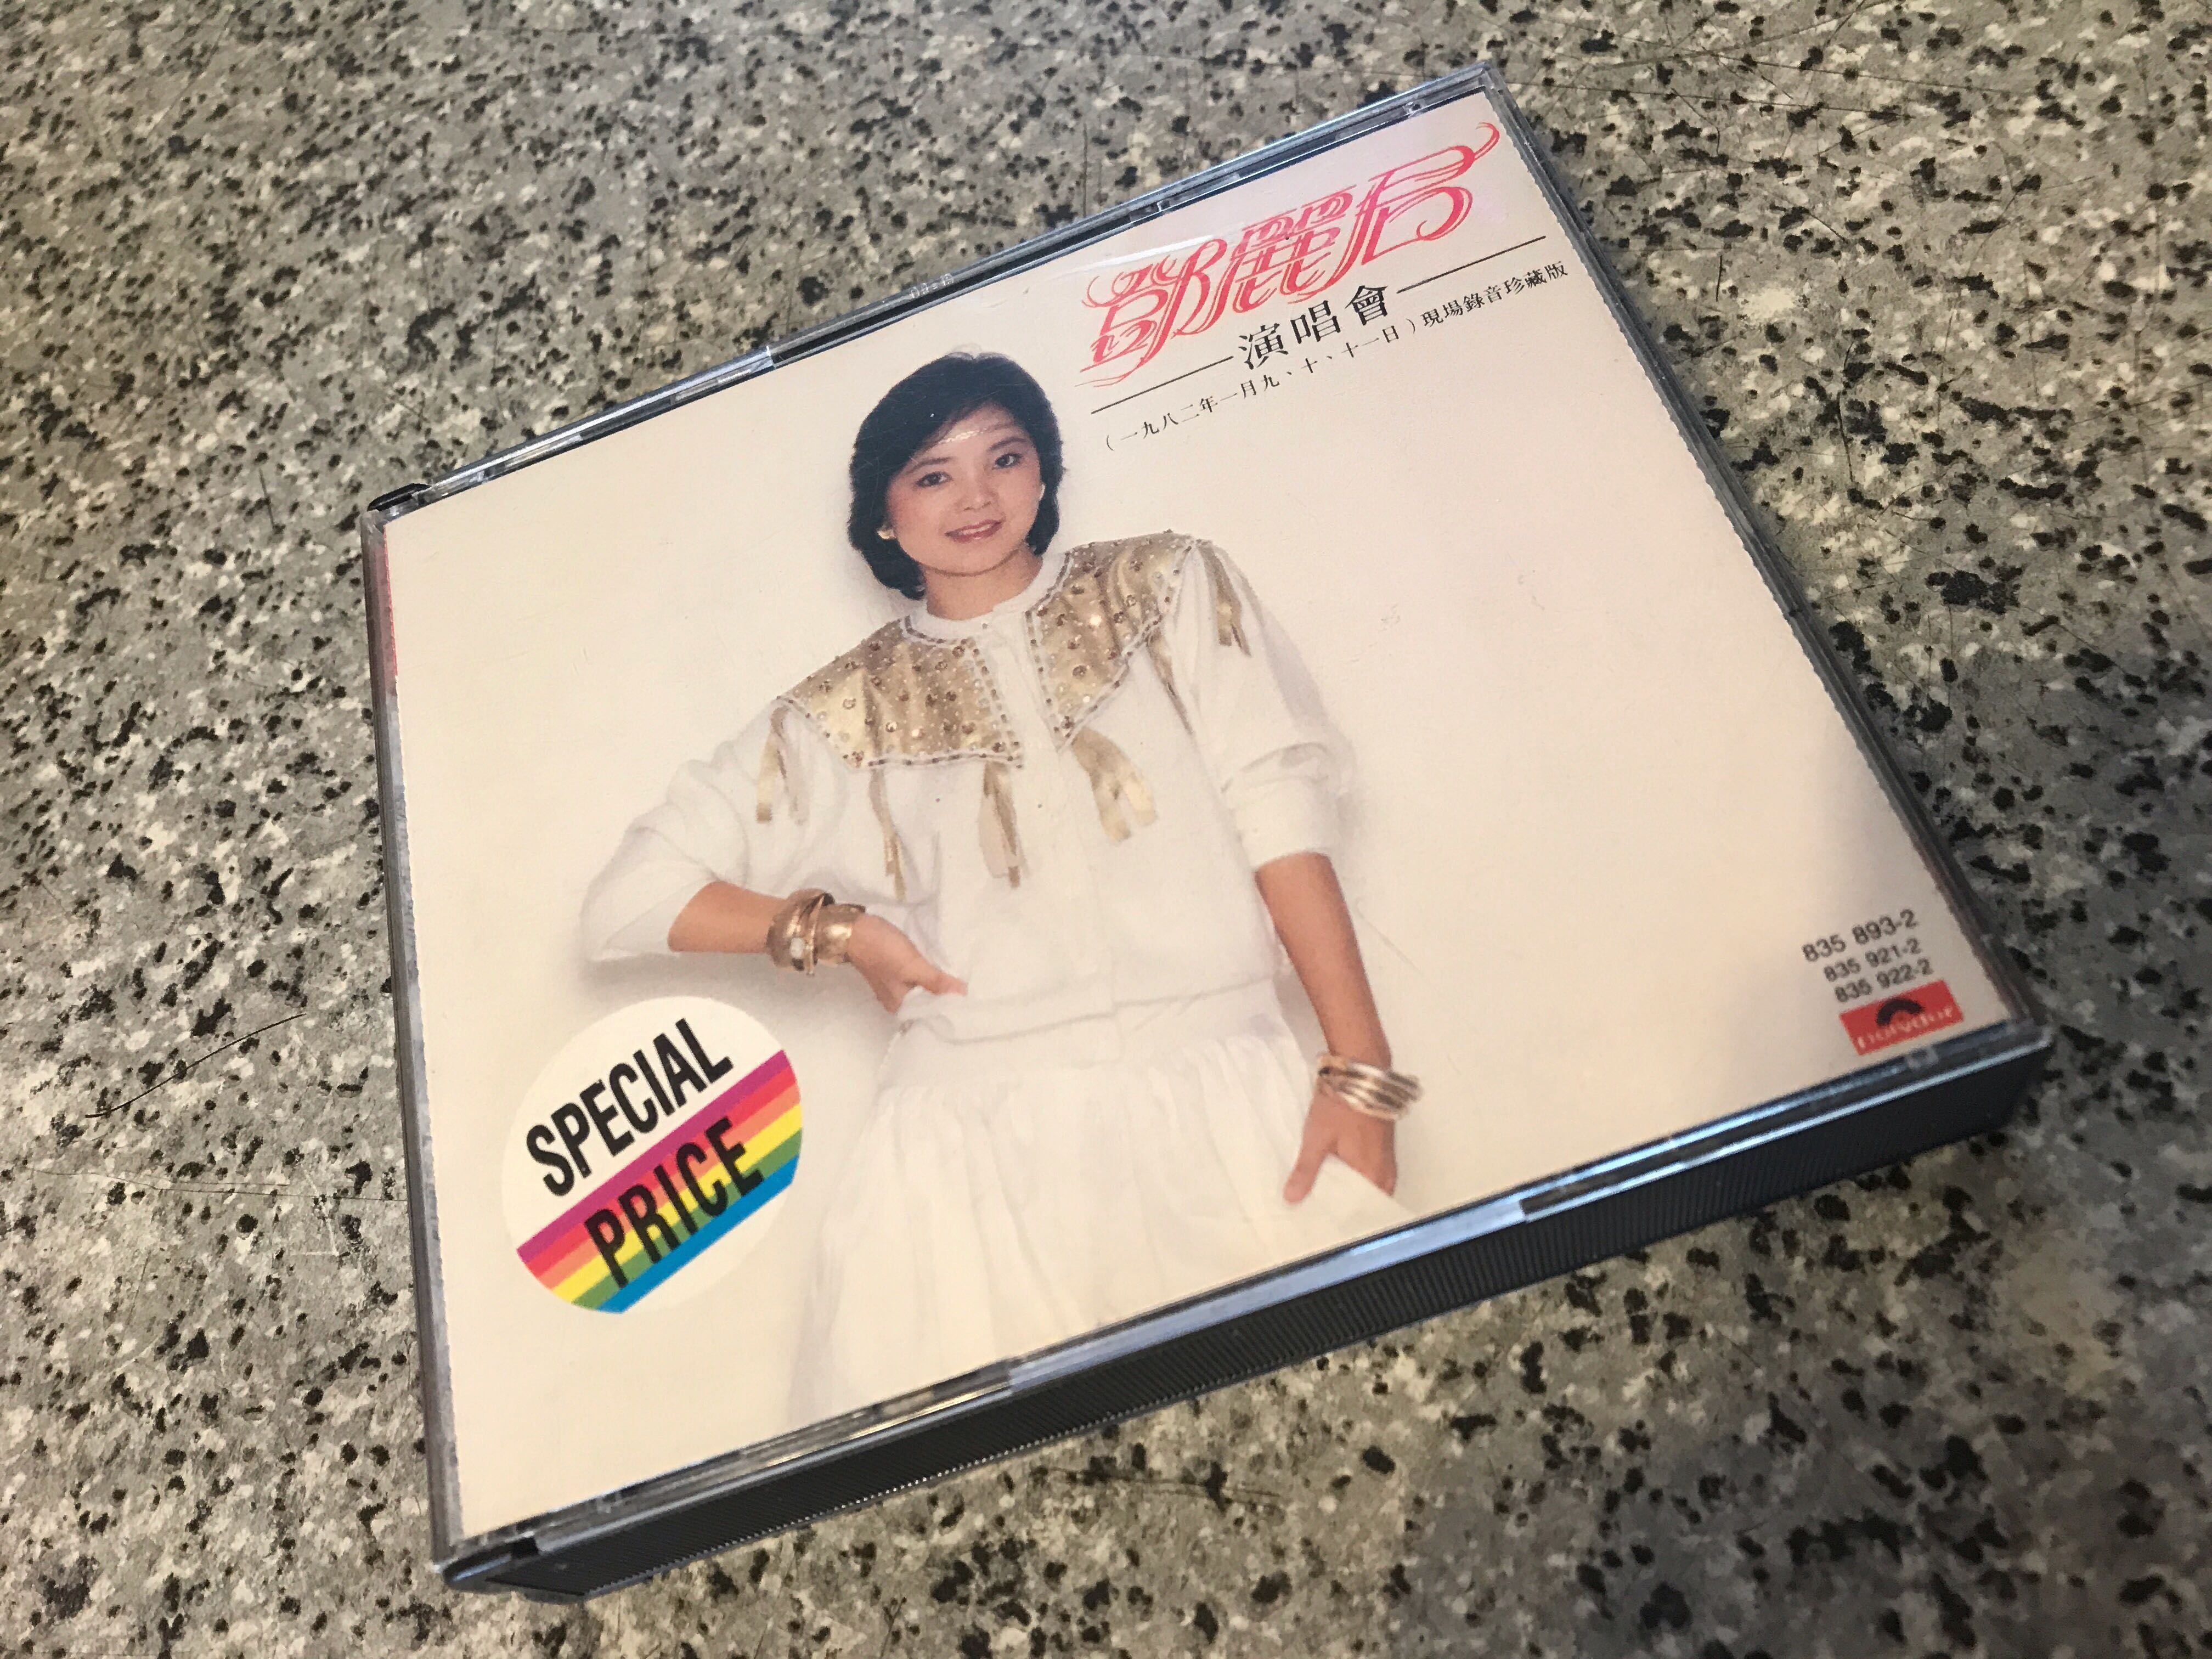 鄧麗君
演唱會
(一九八二年一月九、十、十一日)現場錄音珍藏版
SPECIAL
PRICE
835 893-2
835 921-2
835 922-2
polydor